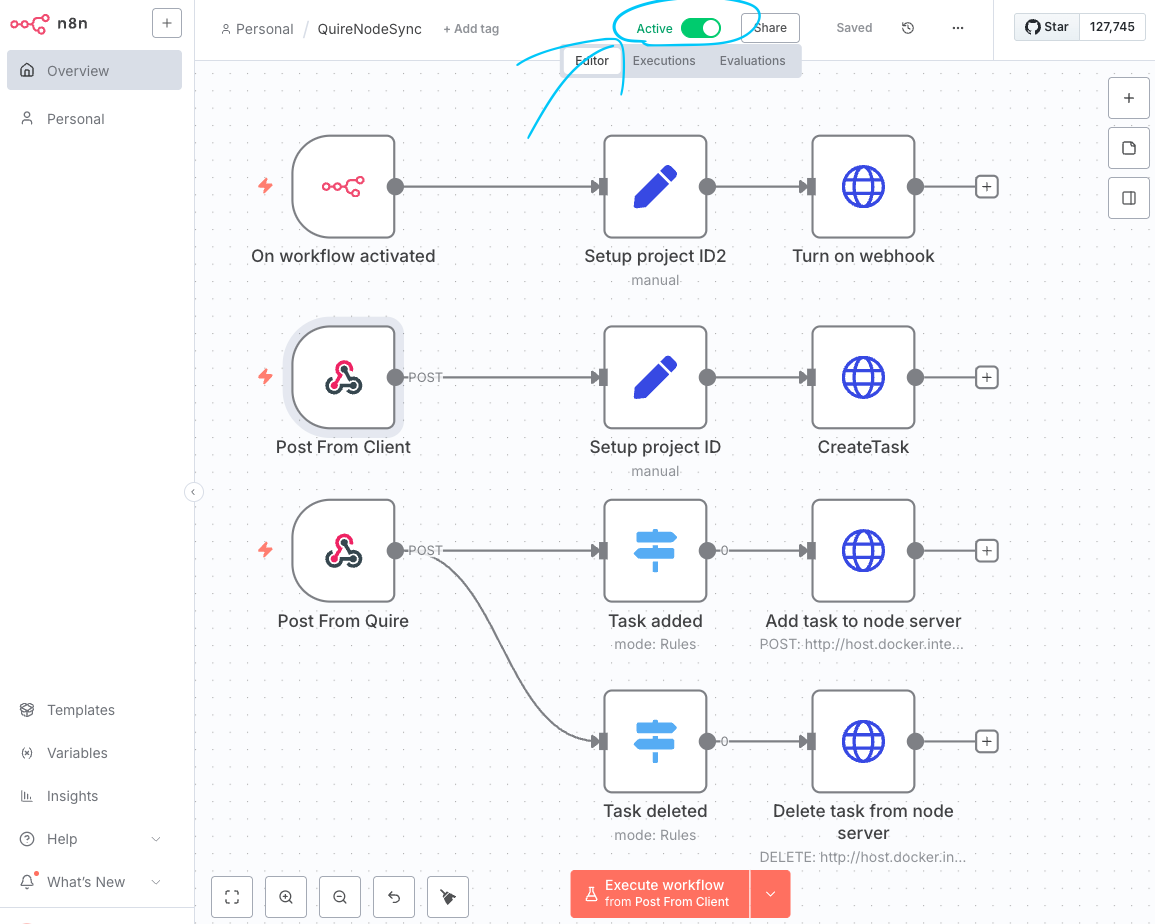 n8n
Personal / QuireNodeSync + Add tag
Active
Share
Saved
Star 127,745
Editor Executions Evaluations
Overview
Personal
On workflow activated
Setup project ID2
manual
Turn on webhook
POST
Post From Client
Setup project ID
manual
CreateTask
POST
0
Post From Quire
Task added
mode: Rules
Add task to node server
POST: http://host.docker.inte...
0
Task deleted
mode: Rules
Delete task from node
server
DELETE: http://host.docker.in...
Templates
Variables
Insights
Help
What's New
Execute workflow
from Post From Client